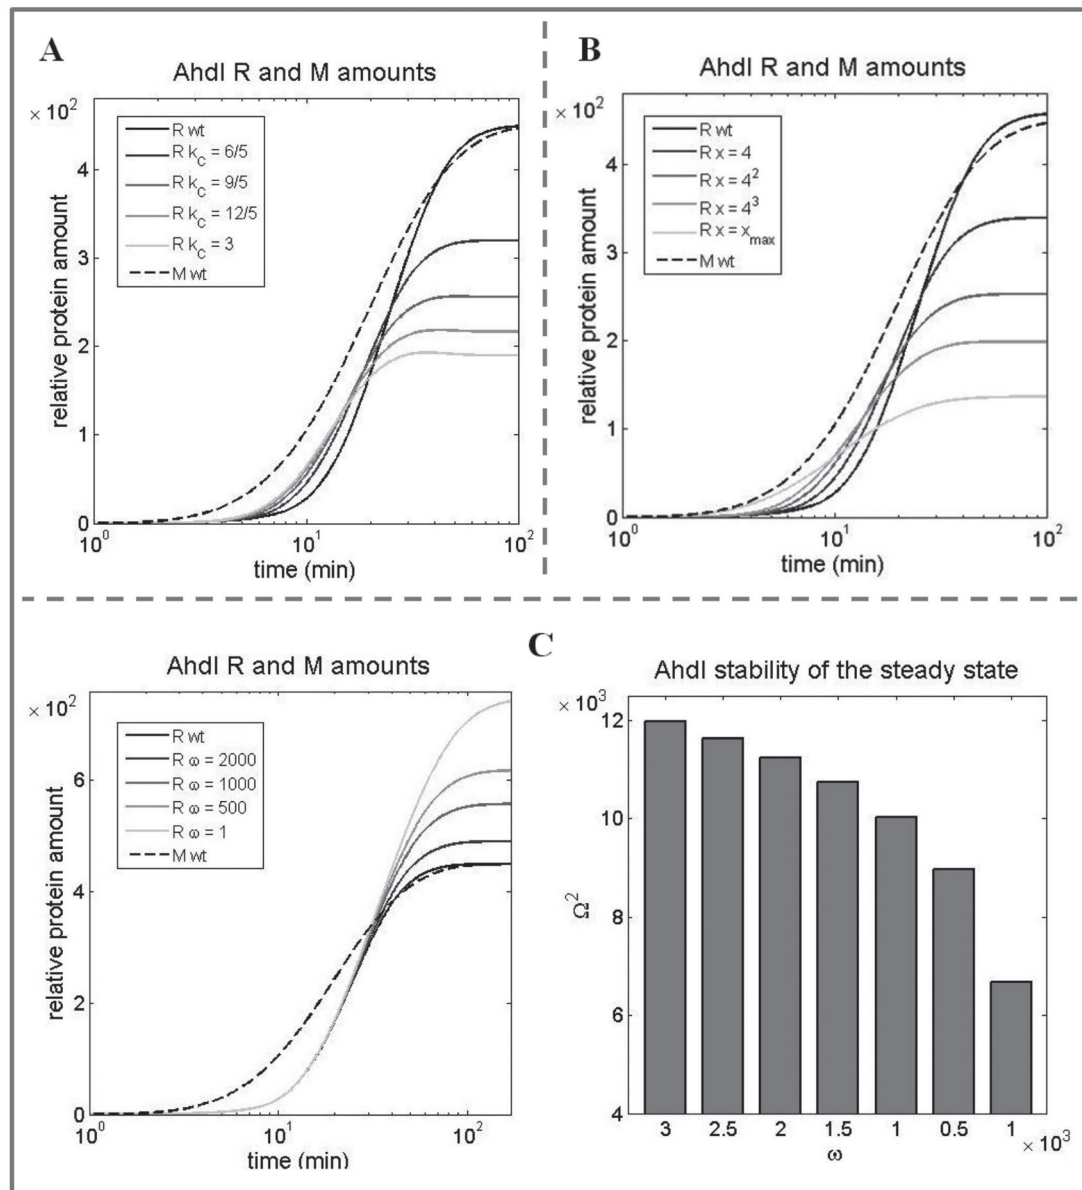 A
AhdI R and M amounts
× 10²
R wt
R k_C = 6/5
R k_C = 9/5
R k_C = 12/5
R k_C = 3
M wt
relative protein amount
4
3
2
1
0
10⁰ 10¹ 10²
time (min)
B
AhdI R and M amounts
× 10²
R wt
R x = 4
R x = 4²
R x = 4³
R x = x_max
M wt
relative protein amount
4
3
2
1
0
10⁰ 10¹ 10²
time (min)
C
AhdI R and M amounts
× 10²
R wt
R ω = 2000
R ω = 1000
R ω = 500
R ω = 1
M wt
relative protein amount
6
4
2
0
10⁰ 10¹ 10²
time (min)
AhdI stability of the steady state
× 10³
12
10
8
6
4
Ω²
3 2.5 2 1.5 1 0.5 1
× 10³
ω